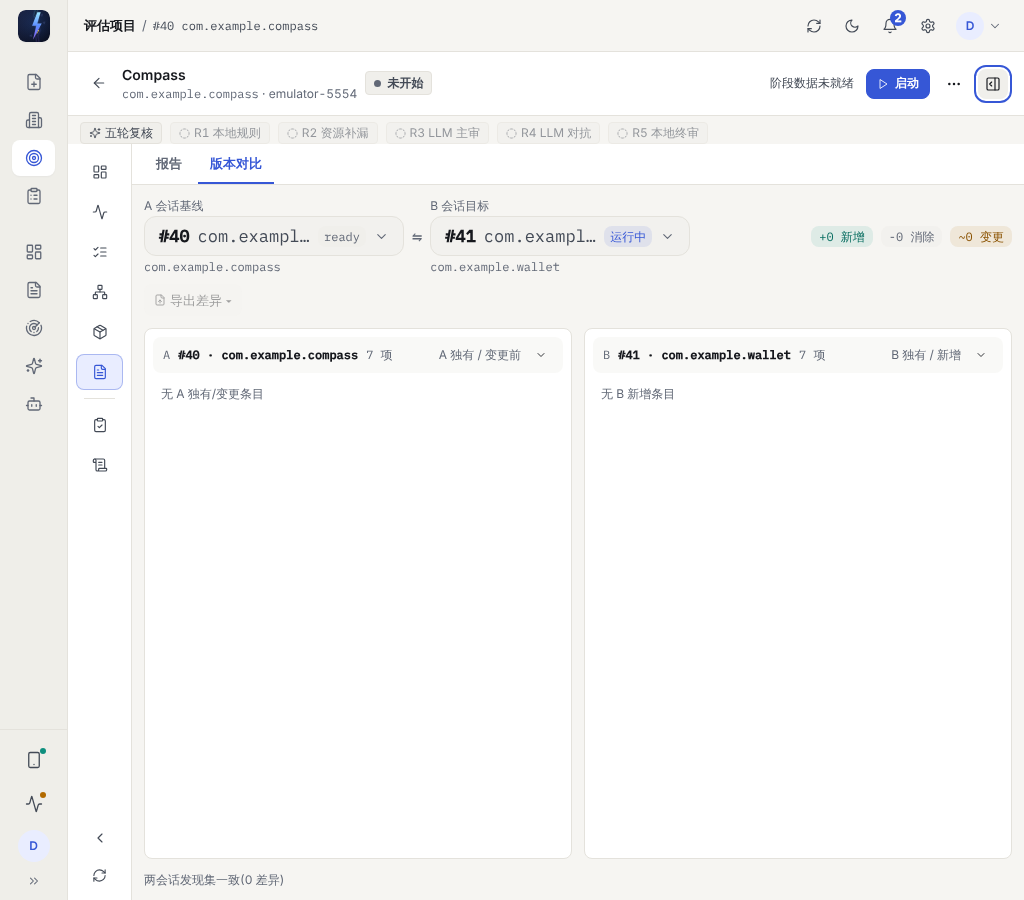 评估项目 / #40 com.example.compass
2
D
Compass
com.example.compass · emulator-5554
未开始
阶段数据未就绪
启动
五轮复核
R1 本地规则
R2 资源补漏
R3 LLM 主审
R4 LLM 对抗
R5 本地终审
报告
版本对比
A 会话基线
B 会话目标
#40 com.exampl… ready
⇋
#41 com.exampl… 运行中
+0 新增
-0 消除
~0 变更
com.example.compass
com.example.wallet
导出差异
A #40 · com.example.compass 7 项
A 独有 / 变更前
B #41 · com.example.wallet 7 项
B 独有 / 新增
无 A 独有/变更条目
无 B 新增条目
D
两会话发现集一致(0 差异)